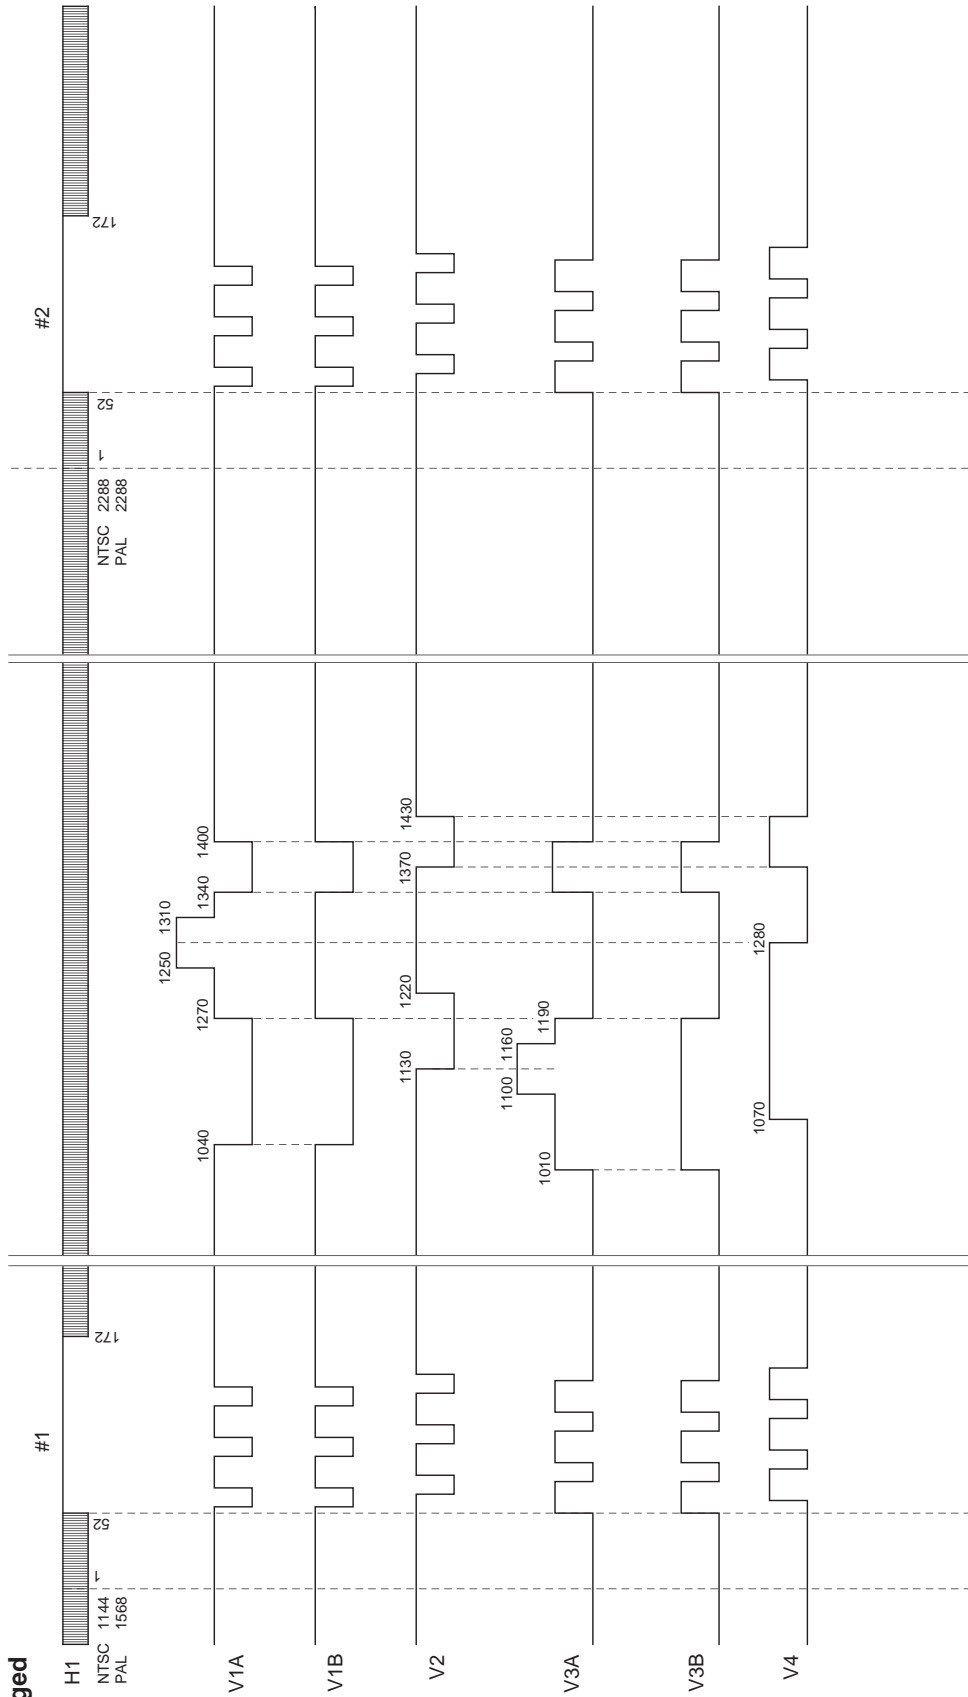 ged
#1 #2
H1
NTSC 1144 1 52 172 NTSC 2288 1 52 172
PAL 1568 PAL 2288
1250 1310
1040 1270 1340 1400
V1A
V1B
1130 1220 1370 1430
V2
1100 1160
1010 1190
V3A
V3B
1070 1280
V4